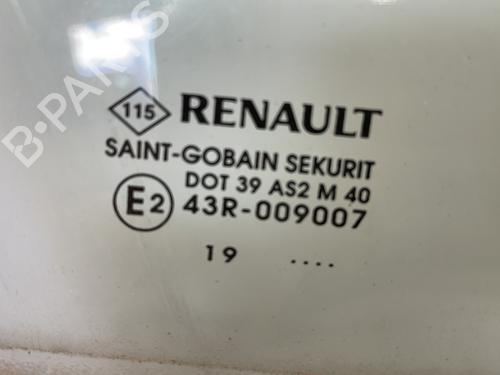 115 RENAULT
SAINT-GOBAIN SEKURIT
DOT 39 AS2 M 40
E2 43R-009007
19 ....
B-PARTS